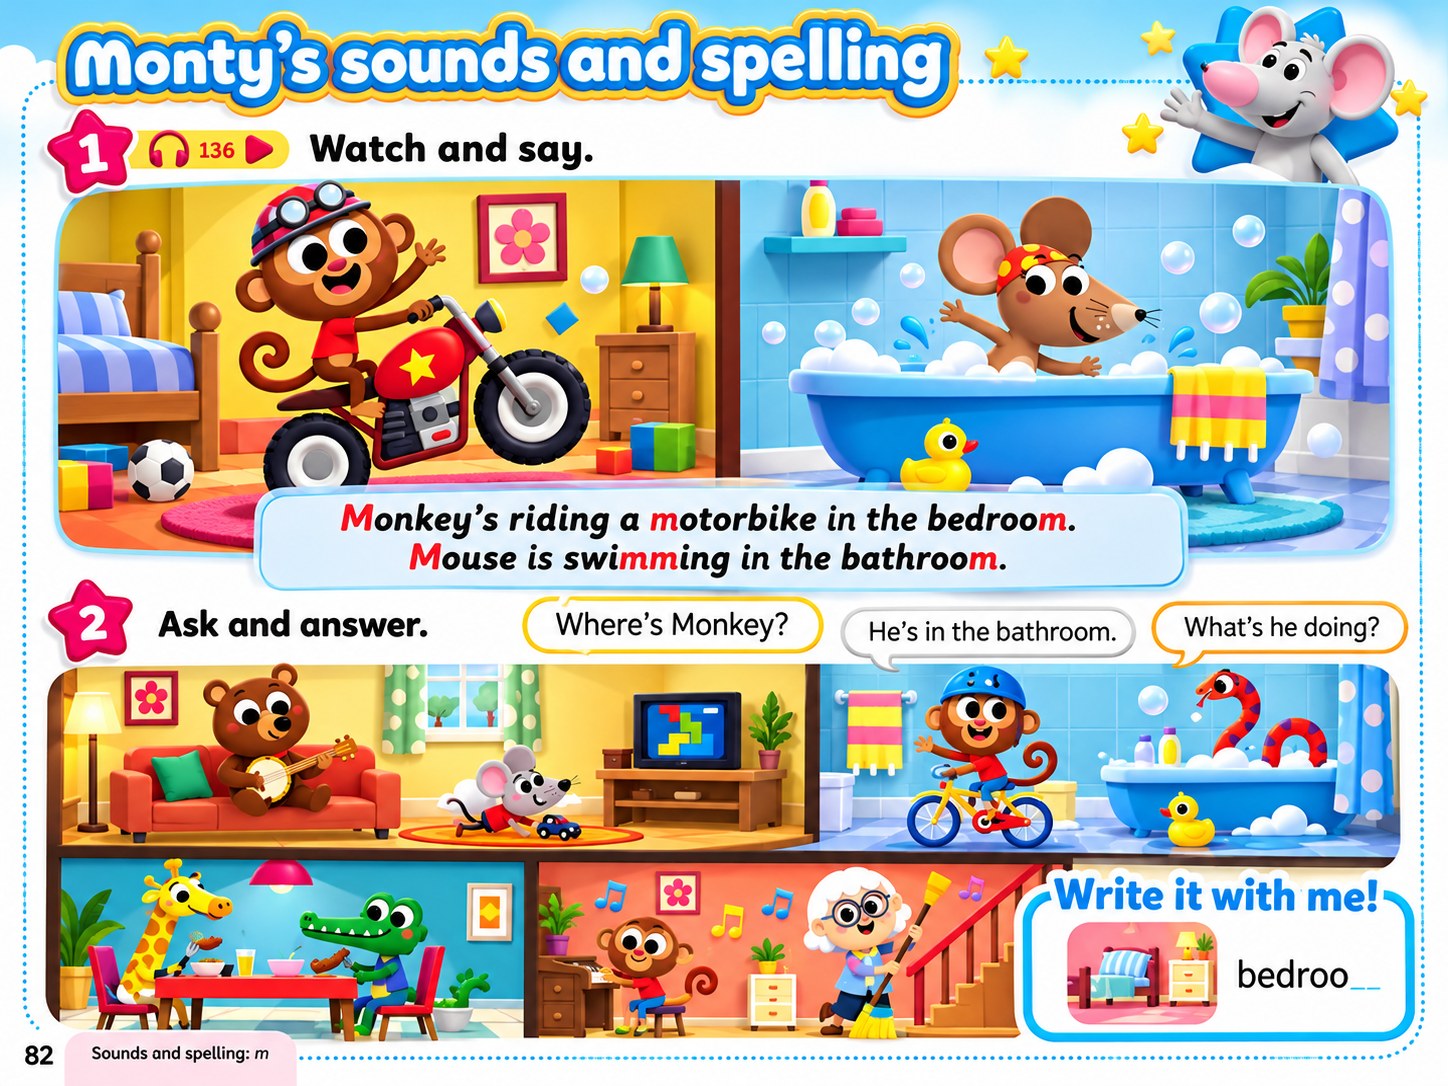 Monty's sounds and spelling
1 136 Watch and say.
Monkey's riding a motorbike in the bedroom.
Mouse is swimming in the bathroom.
2 Ask and answer.
Where's Monkey?
He's in the bathroom.
What's he doing?
Write it with me!
bedroo__
82 Sounds and spelling: m